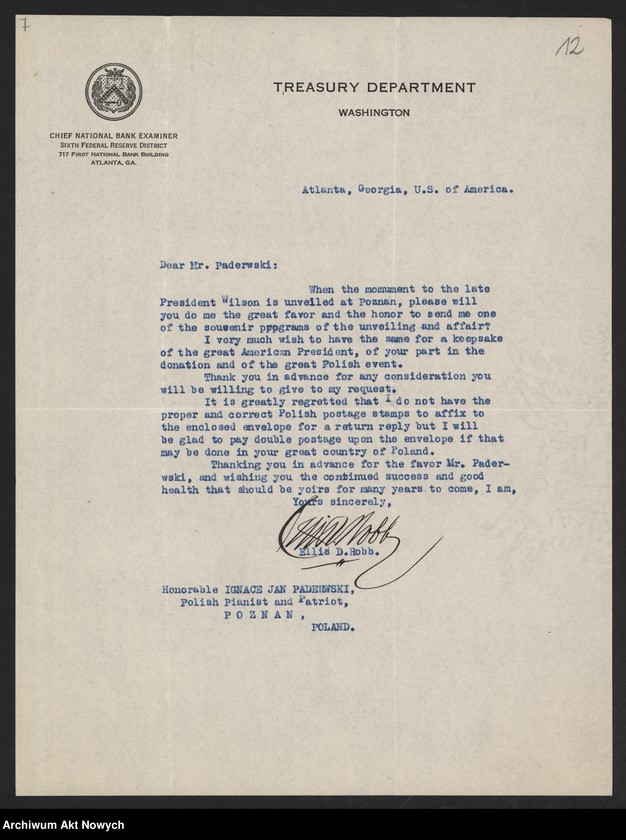 7
12
TREASURY DEPARTMENT
WASHINGTON
CHIEF NATIONAL BANK EXAMINER
SIXTH FEDERAL RESERVE DISTRICT
717 FIRST NATIONAL BANK BUILDING
ATLANTA, GA.
Atlanta, Georgia, U.S. of America.
Dear Mr. Paderwski:
When the momument to the late
President Wilson is unveiled at Poznan, please will
you do me the great favor and the honor to send me one
of the souvenir ppograms of the unveiling and affair?
I vory much wish to have the same for a keepsake
of the great American President, of your part in the
donation and of the great Polish event.
Thank you in advance for any consideration you
will be willing to give to my request.
It is greatly regretted that I do not have the
proper and correct Polish postage stamps to affix to
the enclosed envelope for a return reply but I will
be glad to pay double postage upon the envelope if that
may be done in your great country of Poland.
Thanking you in advance for the favor Mr. Pader-
wski, and wishing you the continued success and good
health that should be yoirs for many years to come, I am,
Yours sincerely,
Ellis D. Robb
Ellis D.Robb.
Honorable IGNACE JAN PADERWSKI,
Polish Pianist and Patriot,
P O Z N A N ,
POLAND.
Archiwum Akt Nowych